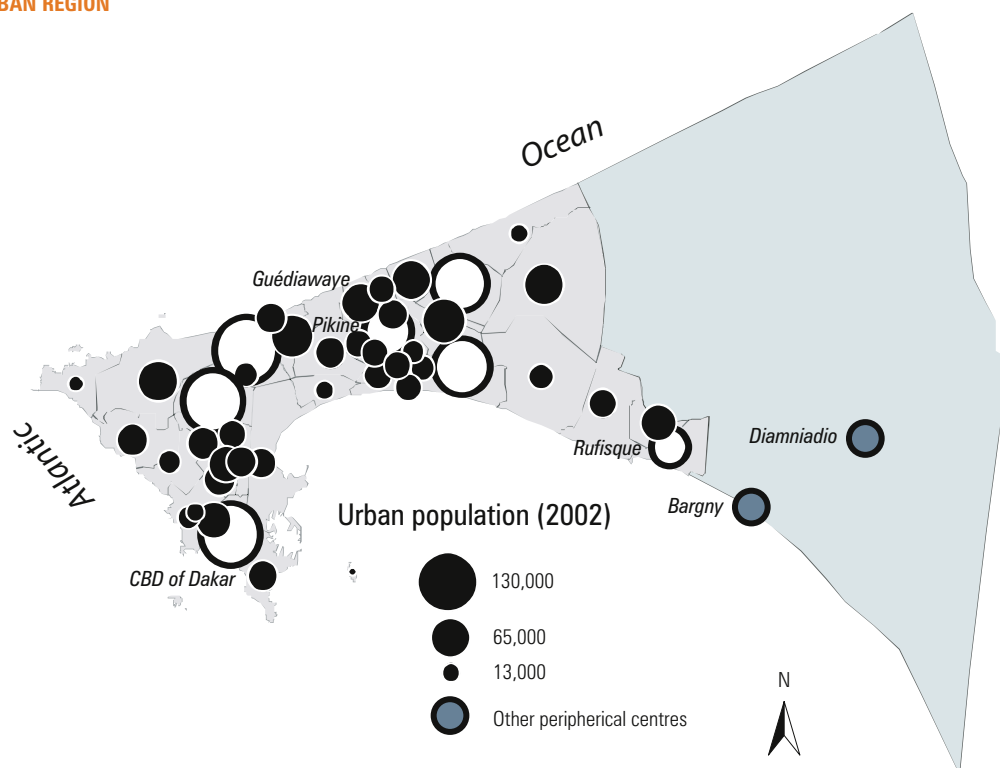 BAN REGION
Ocean
Guédiawaye
Pikine
Atlantic
Rufisque
Diamniadio
Bargny
CBD of Dakar
Urban population (2002)
130,000
65,000
13,000
Other peripherical centres
N